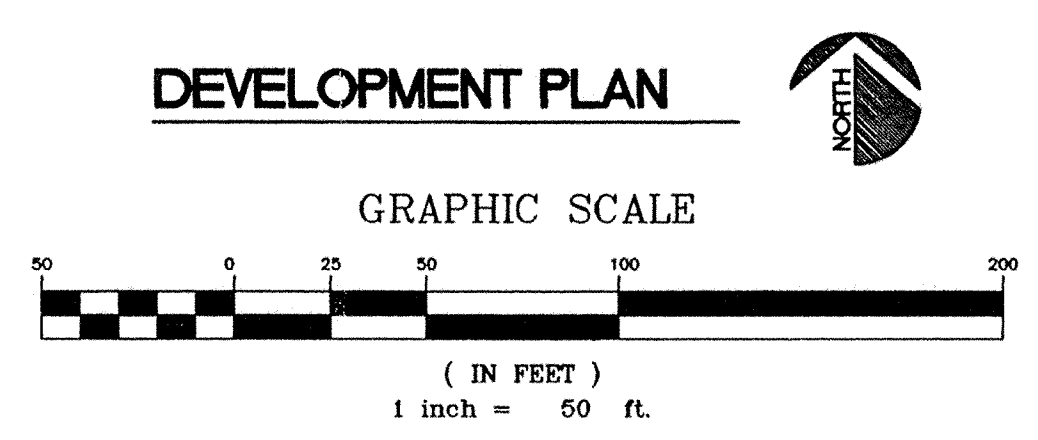 DEVELOPMENT PLAN
NORTH
GRAPHIC SCALE
50 0 25 50 100 200
( IN FEET )
1 inch = 50 ft.